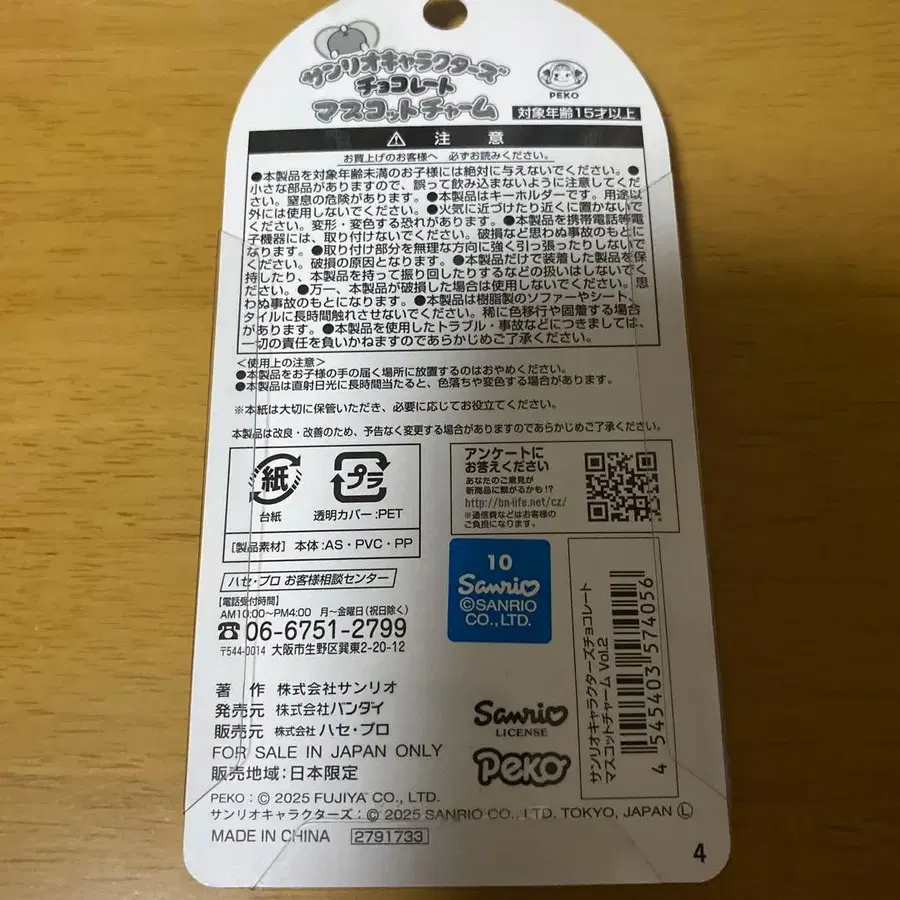 サンリオキャラクターズ
チョコレート
マスコットチャーム
PEKO
対象年齢15才以上
注意
お買上げのお客様へ 必ずお読みください。
●本製品を対象年齢未満のお子様には絶対に与えないでください。●
小さな部品がありますので、誤って飲み込まないように注意してくだ
さい。窒息の危険があります。●本製品はキーホルダーです。用途以
外には使用しないでください。●火気に近づけたり近くに置かないで
ください。変形・変色する恐れがあります。●本製品を携帯電話等電
子機器には、取り付けないでください。破損など思わぬ事故のもとに
なります。●取り付け部分を無理な方向に強く引っ張ったりしないで
ください。破損の原因となります。●本製品だけで装着した製品を保
持したり、本製品を持って振り回したりするなどの扱いはしないでく
ださい。●万一、本製品が破損した場合は使用しないでください。思
わぬ事故のもとになります。●本製品は樹脂製のソファーやシート、
タイルに長時間触れさせないでください。稀に色移行や固着する場合
があります。●本製品を使用したトラブル・事故などにつきましては、
一切の責任を負いかねますのであらかじめご了承ください。
<使用上の注意>
●本製品をお子様の手の届く場所に放置するのはおやめください。
●本製品は直射日光に長時間当たると、色落ちや変色する場合があります。
※本紙は大切に保管いただき、必要に応じてお役立てください。
本製品は改良・改善のため、予告なく変更する場合がありますのであらかじめご了承ください。
紙
台紙
プラ
透明カバー:PET
[製品素材] 本体:AS・PVC・PP
アンケートに
お答えください
あなたのご意見が
新商品に繋がるかも!?
http://bn-life.net/cz/
※通信費などはお客様の
ご負担になります。
ハセ・プロ お客様相談センター
【電話受付時間】
AM10:00〜PM4:00 月〜金曜日(祝日除く)
☎06-6751-2799
〒544-0014 大阪市生野区巽東2-20-12
10
Sanrio
©SANRIO
CO., LTD.
サンリオキャラクターズチョコレート
マスコットチャーム Vol.2
4 545403 574056
著 作 株式会社サンリオ
発売元 株式会社バンダイ
販売元 株式会社 ハセ・プロ
FOR SALE IN JAPAN ONLY
販売地域:日本限定
Sanrio
LICENSE
PeKo
PEKO:© 2025 FUJIYA CO., LTD.
サンリオキャラクターズ:© 2025 SANRIO CO., LTD. TOKYO, JAPAN Ⓛ
MADE IN CHINA 2791733
4